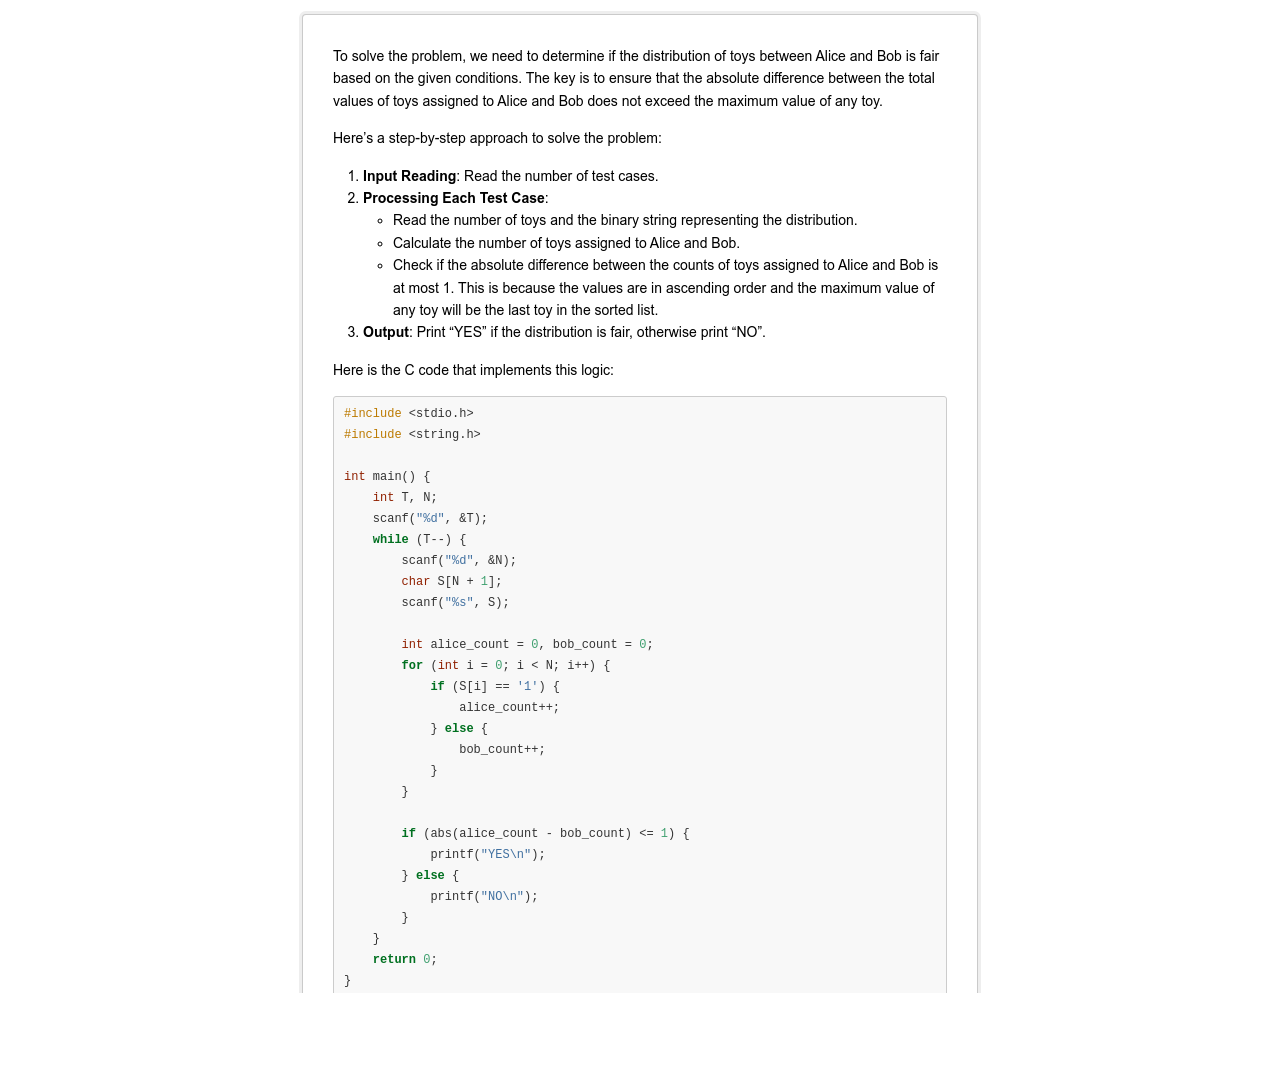 To solve the problem, we need to determine if the distribution of toys between Alice and Bob is fair
based on the given conditions. The key is to ensure that the absolute difference between the total
values of toys assigned to Alice and Bob does not exceed the maximum value of any toy.
Here’s a step-by-step approach to solve the problem:
1. Input Reading: Read the number of test cases.
2. Processing Each Test Case:
◦ Read the number of toys and the binary string representing the distribution.
◦ Calculate the number of toys assigned to Alice and Bob.
◦ Check if the absolute difference between the counts of toys assigned to Alice and Bob is
at most 1. This is because the values are in ascending order and the maximum value of
any toy will be the last toy in the sorted list.
3. Output: Print “YES” if the distribution is fair, otherwise print “NO”.
Here is the C code that implements this logic:
#include <stdio.h>
#include <string.h>
int main() {
    int T, N;
    scanf("%d", &T);
    while (T--) {
        scanf("%d", &N);
        char S[N + 1];
        scanf("%s", S);
        int alice_count = 0, bob_count = 0;
        for (int i = 0; i < N; i++) {
            if (S[i] == '1') {
                alice_count++;
            } else {
                bob_count++;
            }
        }
        if (abs(alice_count - bob_count) <= 1) {
            printf("YES\n");
        } else {
            printf("NO\n");
        }
    }
    return 0;
}